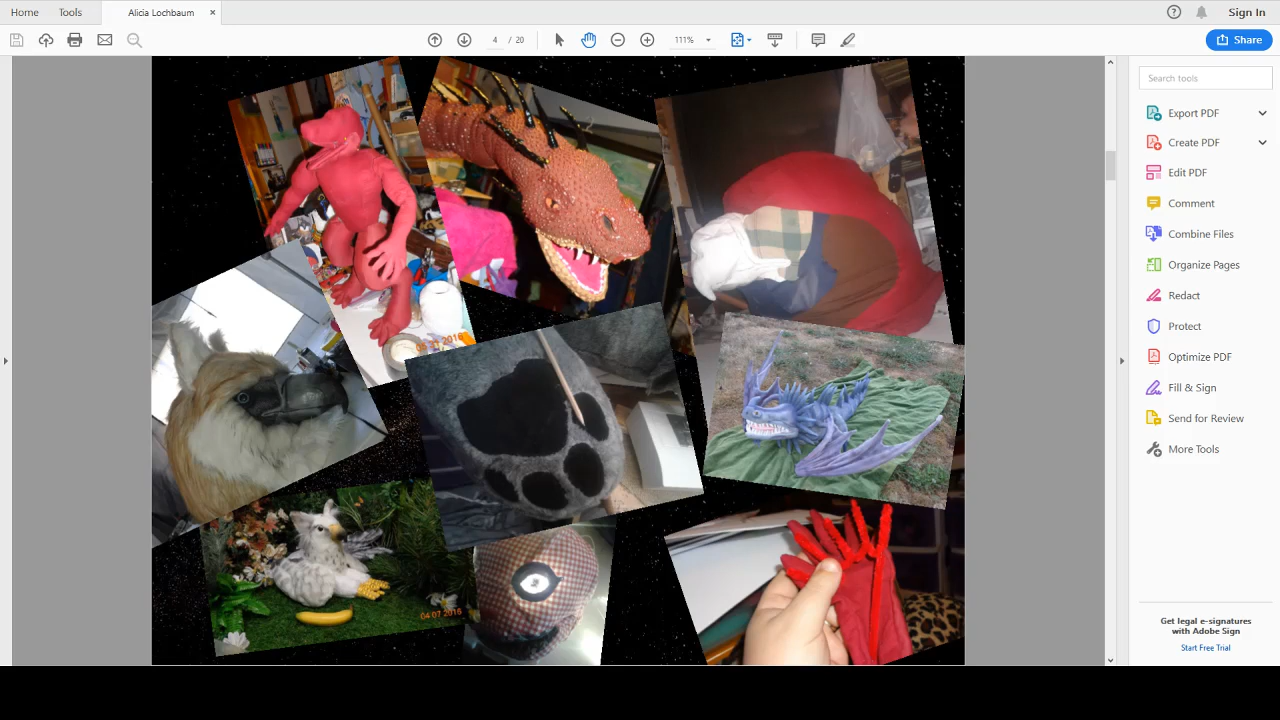 Home
Tools
Alicia Lochbaum
Sign In
4 / 20
111%
Share
Search tools
Export PDF
Create PDF
Edit PDF
Comment
Combine Files
Organize Pages
Redact
Protect
Optimize PDF
Fill & Sign
Send for Review
More Tools
04 07 2016
Get legal e-signatures
with Adobe Sign
Start Free Trial